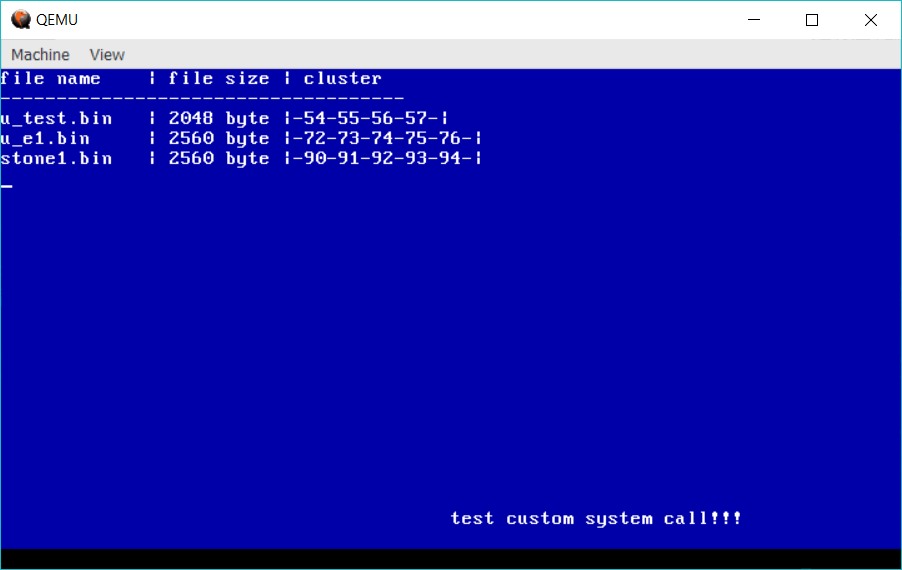 QEMU
Machine View
file name | file size | cluster
------------------------------------
u_test.bin | 2048 byte |-54-55-56-57-|
u_e1.bin | 2560 byte |-72-73-74-75-76-|
stone1.bin | 2560 byte |-90-91-92-93-94-|
_
test custom system call!!!